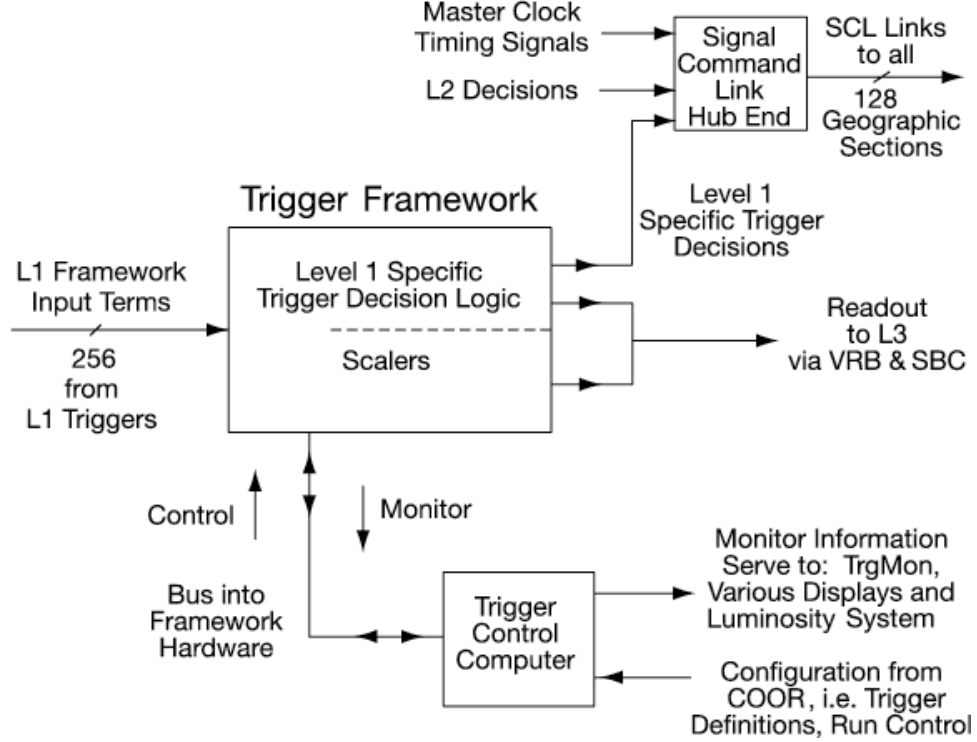 Master Clock
Timing Signals
L2 Decisions
Signal
Command
Link
Hub End
SCL Links
to all
128
Geographic
Sections
Trigger Framework
Level 1
Specific Trigger
Decisions
L1 Framework
Input Terms
256
from
L1 Triggers
Level 1 Specific
Trigger Decision Logic
Scalers
Readout
to L3
via VRB & SBC
Control
Monitor
Bus into
Framework
Hardware
Trigger
Control
Computer
Monitor Information
Serve to: TrgMon,
Various Displays and
Luminosity System
Configuration from
COOR, i.e. Trigger
Definitions, Run Control